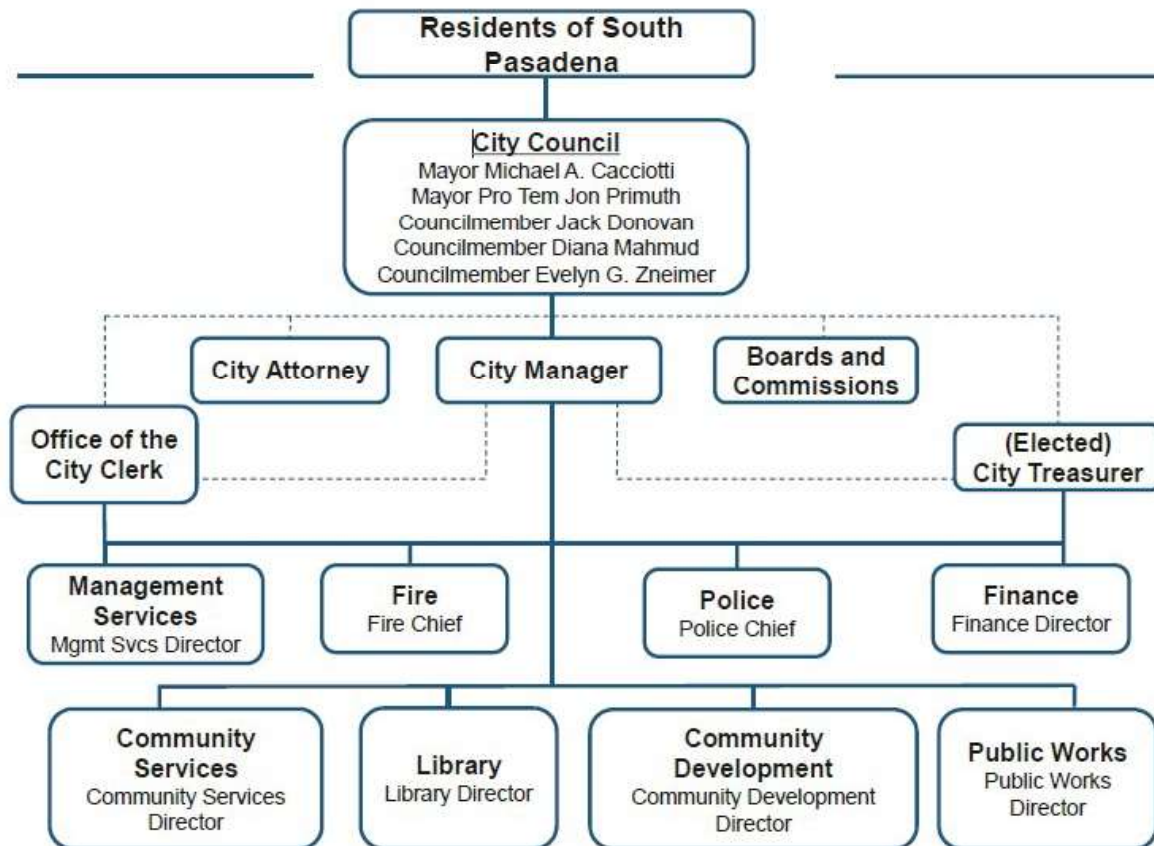 Residents of South
Pasadena
City Council
Mayor Michael A. Cacciotti
Mayor Pro Tem Jon Primuth
Councilmember Jack Donovan
Councilmember Diana Mahmud
Councilmember Evelyn G. Zneimer
City Attorney
City Manager
Boards and
Commissions
Office of the
City Clerk
(Elected)
City Treasurer
Management
Services
Mgmt Svcs Director
Fire
Fire Chief
Police
Police Chief
Finance
Finance Director
Community
Services
Community Services
Director
Library
Library Director
Community
Development
Community Development
Director
Public Works
Public Works
Director